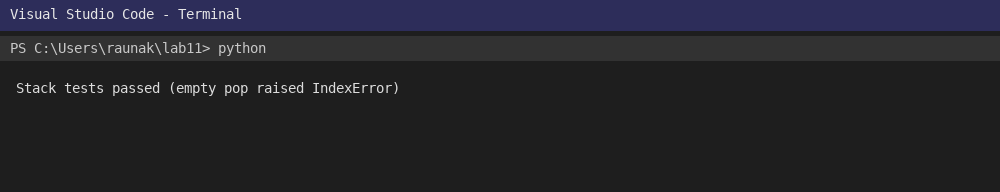 Visual Studio Code - Terminal
PS C:\Users\raunak\lab11> python
Stack tests passed (empty pop raised IndexError)